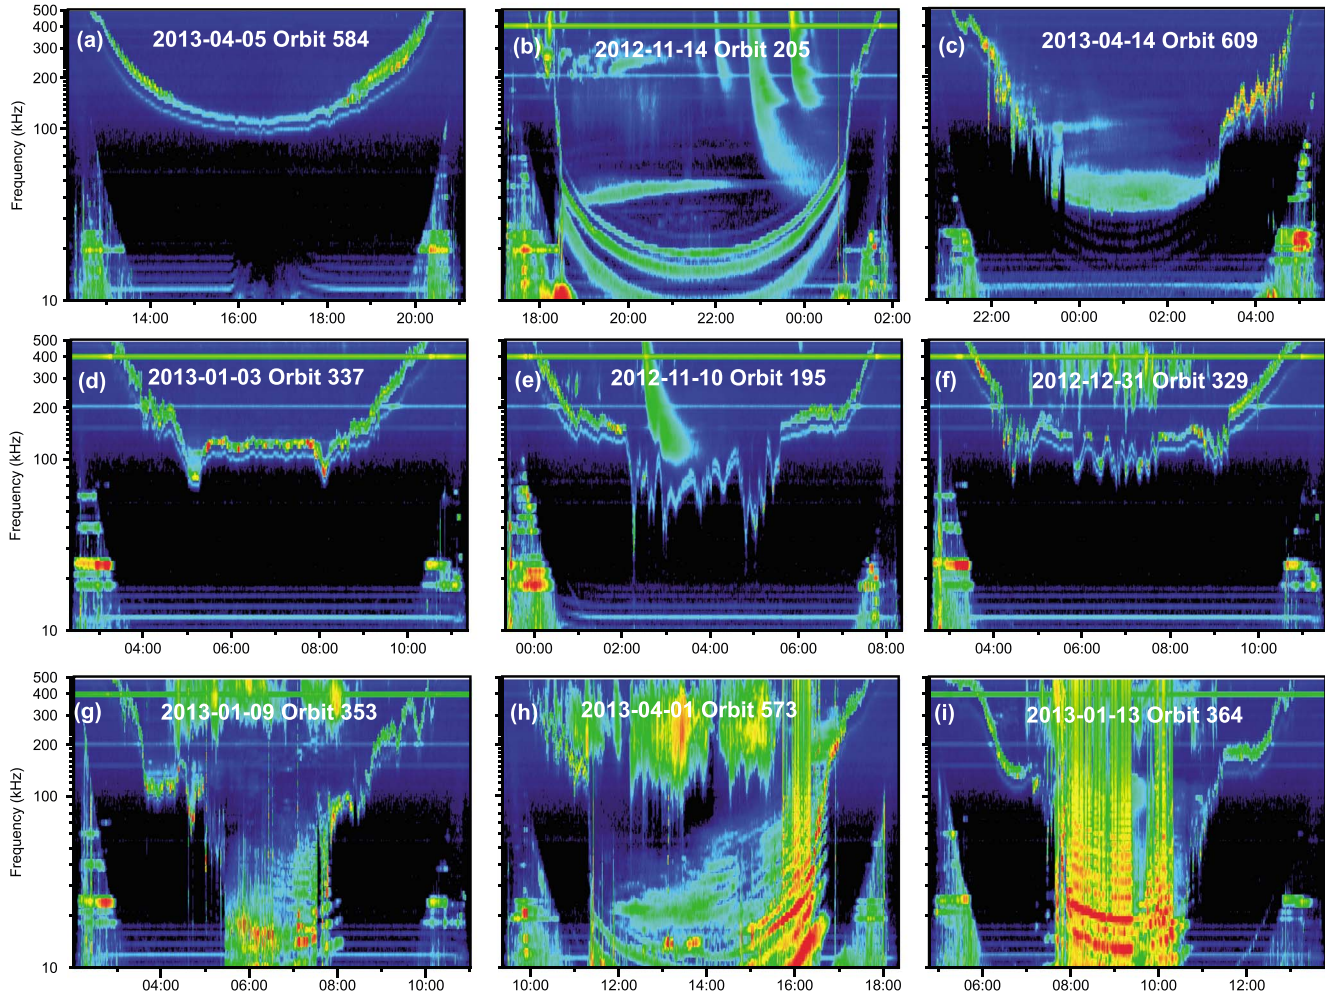 500
400
300
200
100
10
Frequency (kHz)
(a)
2013-04-05 Orbit 584
14:00 16:00 18:00 20:00
(b)
2012-11-14 Orbit 205
18:00 20:00 22:00 00:00 02:00
(c)
2013-04-14 Orbit 609
22:00 00:00 02:00 04:00
500
400
300
200
100
10
Frequency (kHz)
(d)
2013-01-03 Orbit 337
04:00 06:00 08:00 10:00
(e)
2012-11-10 Orbit 195
00:00 02:00 04:00 06:00 08:00
(f)
2012-12-31 Orbit 329
04:00 06:00 08:00 10:00
500
400
300
200
100
10
Frequency (kHz)
(g)
2013-01-09 Orbit 353
04:00 06:00 08:00 10:00
(h)
2013-04-01 Orbit 573
10:00 12:00 14:00 16:00 18:00
(i)
2013-01-13 Orbit 364
06:00 08:00 10:00 12:00